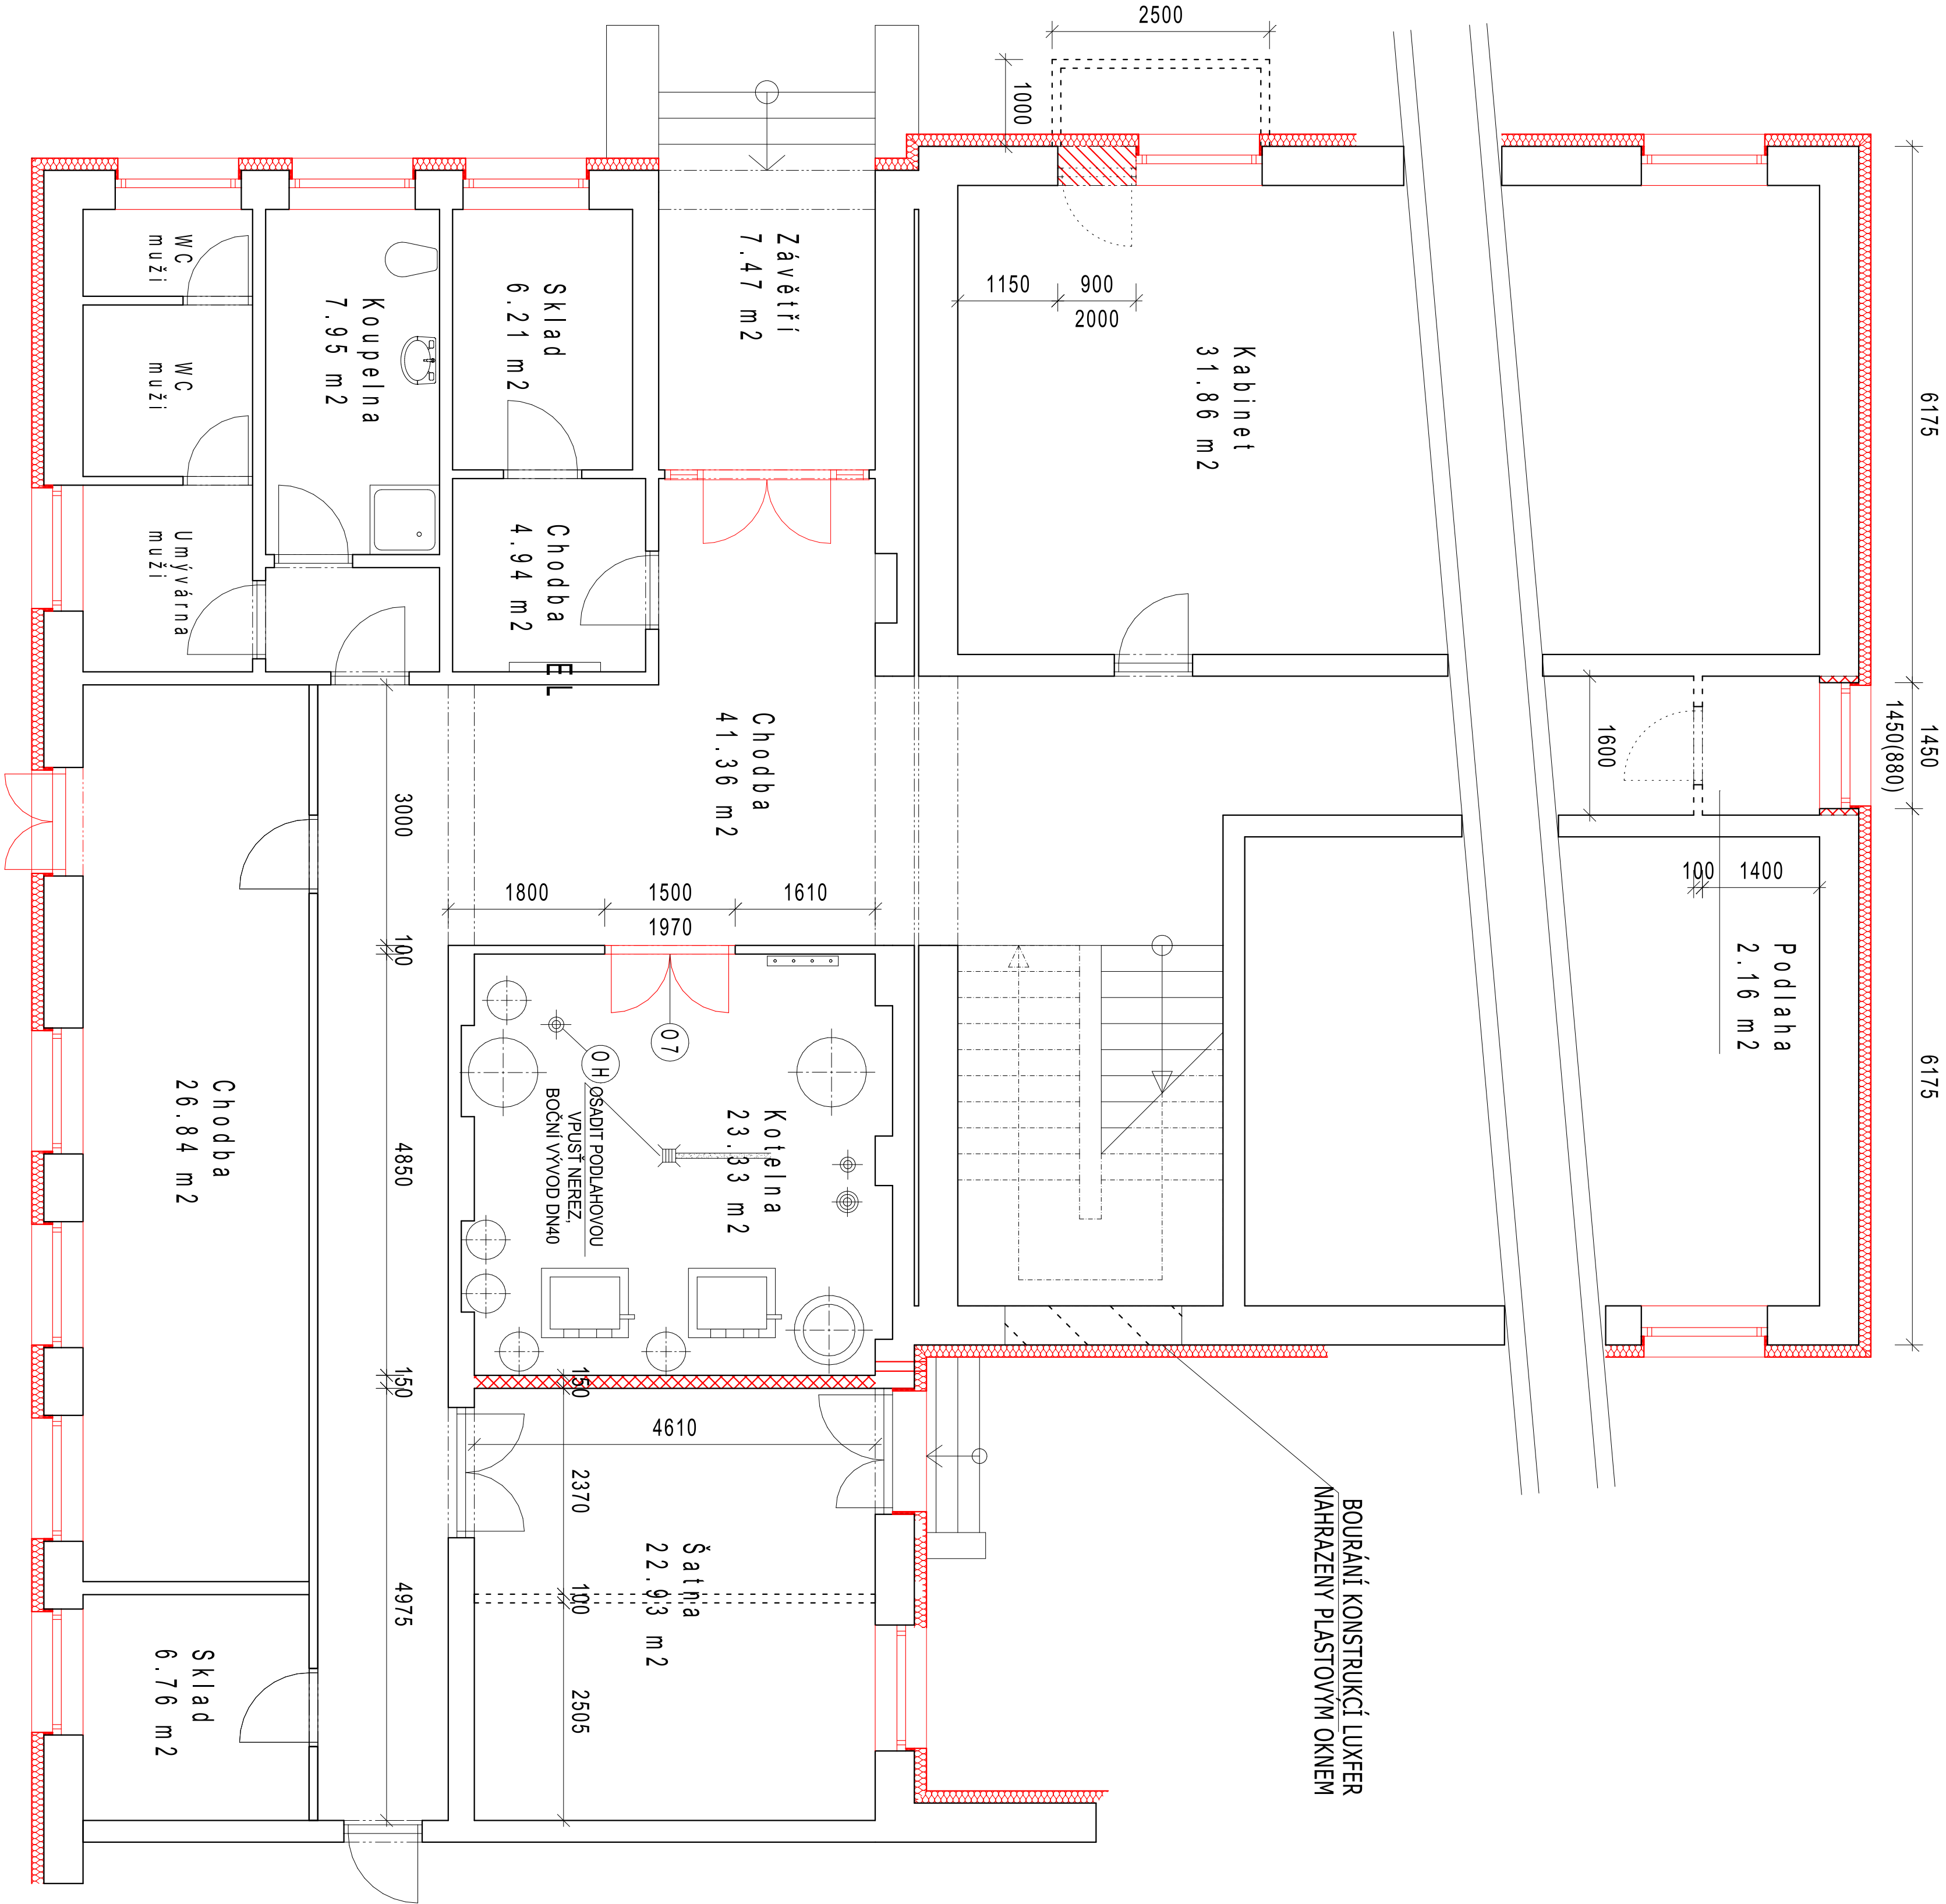 2500
1000
6175
1450
1450(880)
6175
Závětří
7.47 m2
Sklad
6.21 m2
Koupelna
7.95 m2
WC
muži
WC
muži
Umývárna
muži
Chodba
4.94 m2
EL
1150
900
2000
Kabinet
31.86 m2
1600
100
1400
Podlaha
2.16 m2
Chodba
41.36 m2
3000
100
4850
150
4975
1800
1500
1970
1610
07
OH
OSADIT PODLAHOVOU
VPUSŤ NEREZ,
BOČNÍ VÝVOD DN40
Kotelna
23.33 m2
Chodba
26.84 m2
150
2370
100
2505
4610
Šatna
22.93 m2
Sklad
6.76 m2
BOURÁNÍ KONSTRUKCÍ LUXFER
NAHRAZENY PLASTOVÝM OKNEM